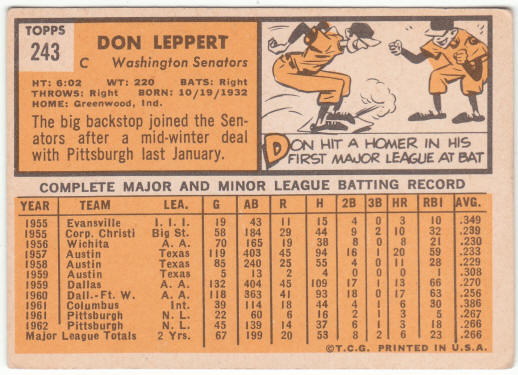 TOPPS
243
DON LEPPERT
C Washington Senators
HT: 6:02 WT: 220 BATS: Right
THROWS: Right BORN: 10/19/1932
HOME: Greenwood, Ind.
The big backstop joined the Sen-
ators after a mid-winter deal
with Pittsburgh last January.
DON HIT A HOMER IN HIS
FIRST MAJOR LEAGUE AT BAT
COMPLETE MAJOR AND MINOR LEAGUE BATTING RECORD
YEAR TEAM LEA. G AB R H 2B 3B HR RBI AVG.
1955 Evansville I. I. I. 19 43 11 15 4 0 3 10 .349
1955 Corp. Christi Big St. 58 184 29 44 9 2 10 32 .239
1956 Wichita A. A. 70 165 19 38 8 0 8 21 .230
1957 Austin Texas 119 403 45 94 16 1 20 59 .233
1958 Austin Texas 85 240 25 55 4 0 11 28 .229
1959 Austin Texas 5 13 2 4 0 0 0 1 .308
1959 Dallas A. A. 132 404 45 109 17 1 13 66 .270
1960 Dall.-Ft. W. A. A. 118 363 41 93 18 0 17 63 .256
1961 Columbus Int. 39 114 18 44 4 1 6 30 .386
1961 Pittsburgh N. L. 22 60 6 16 2 1 3 5 .267
1962 Pittsburgh N. L. 45 139 14 37 6 1 3 18 .266
Major League Totals 2 Yrs. 67 199 20 53 8 2 6 23 .266
©T.C.G. PRINTED IN U.S.A.